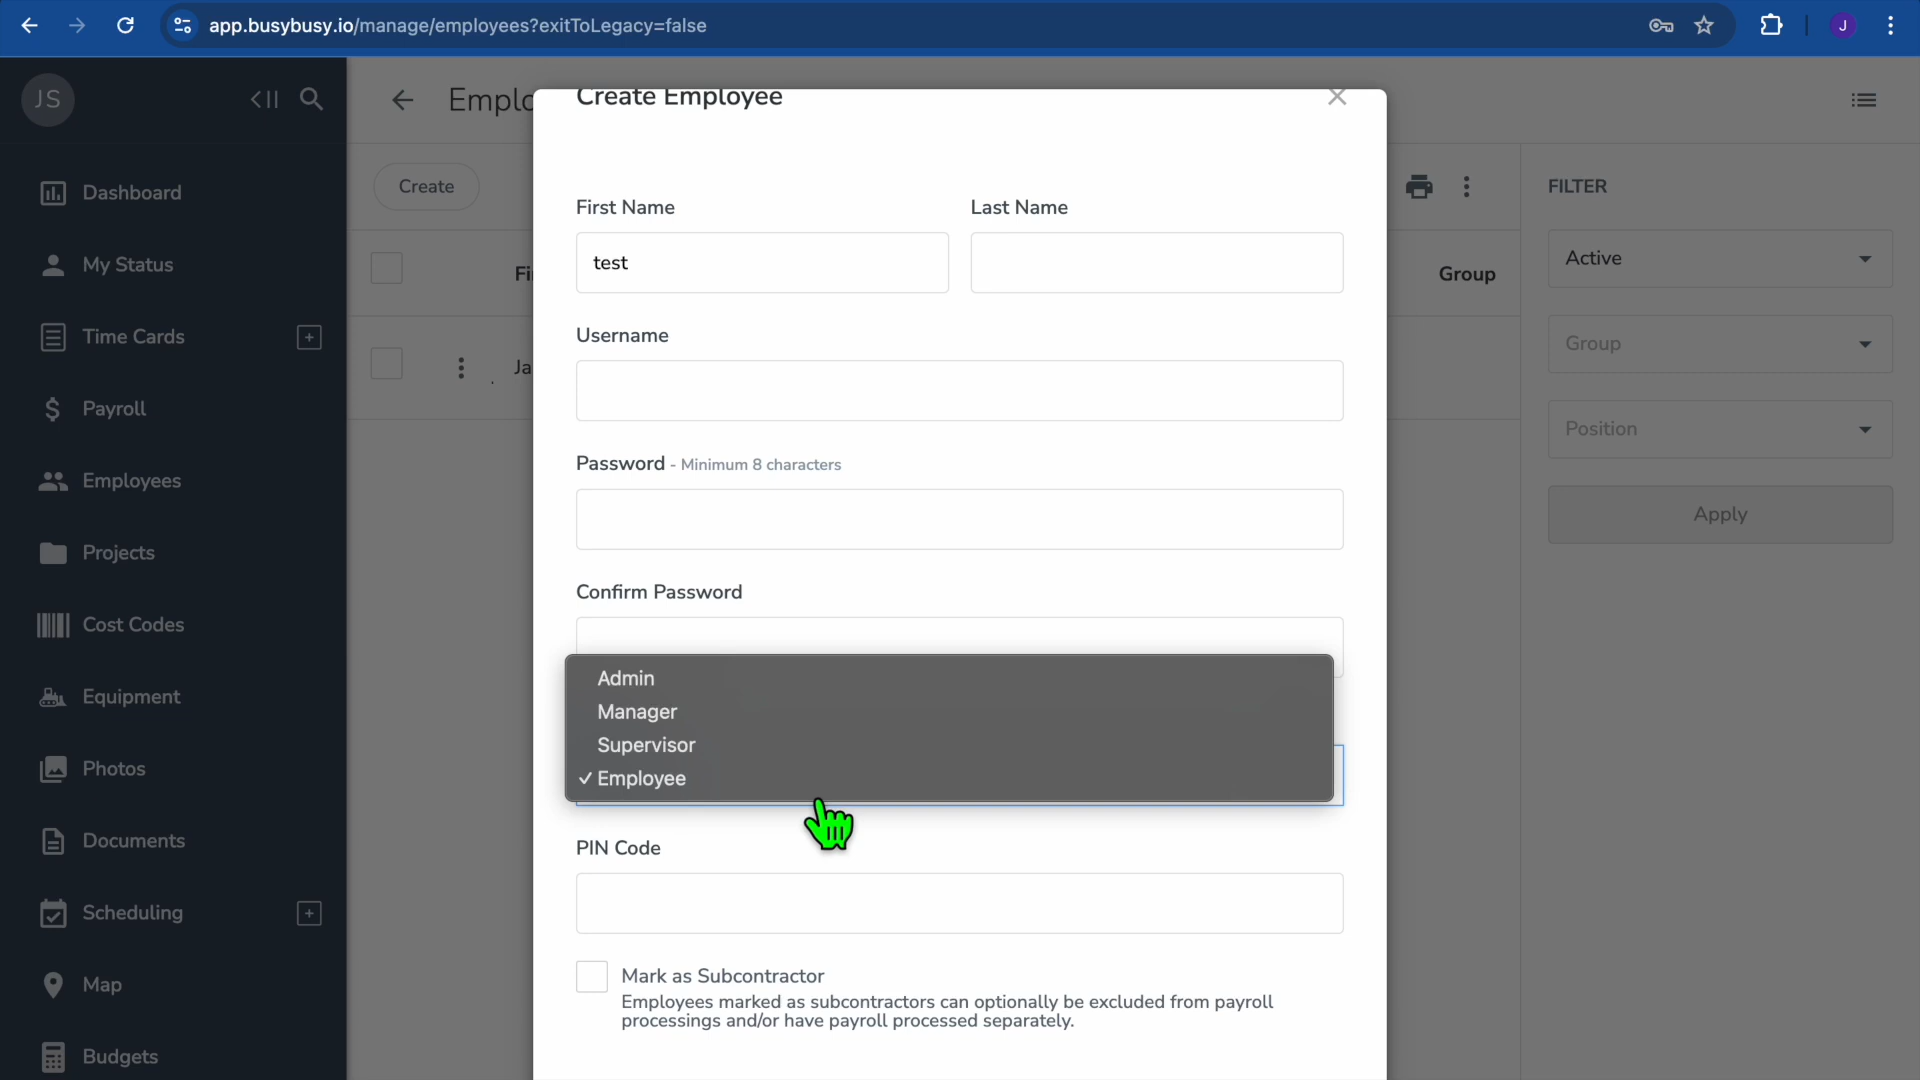 app.busybusy.io/manage/employees?exitToLegacy=false
J
JS
Dashboard
My Status
Time Cards
Payroll
Employees
Projects
Cost Codes
Equipment
Photos
Documents
Scheduling
Map
Budgets
Emplo
Create
Fi
Ja
Group
FILTER
Active
Group
Position
Apply
Create Employee
First Name
Last Name
test
Username
Password - Minimum 8 characters
Confirm Password
Admin
Manager
Supervisor
✓ Employee
PIN Code
Mark as Subcontractor
Employees marked as subcontractors can optionally be excluded from payroll
processings and/or have payroll processed separately.